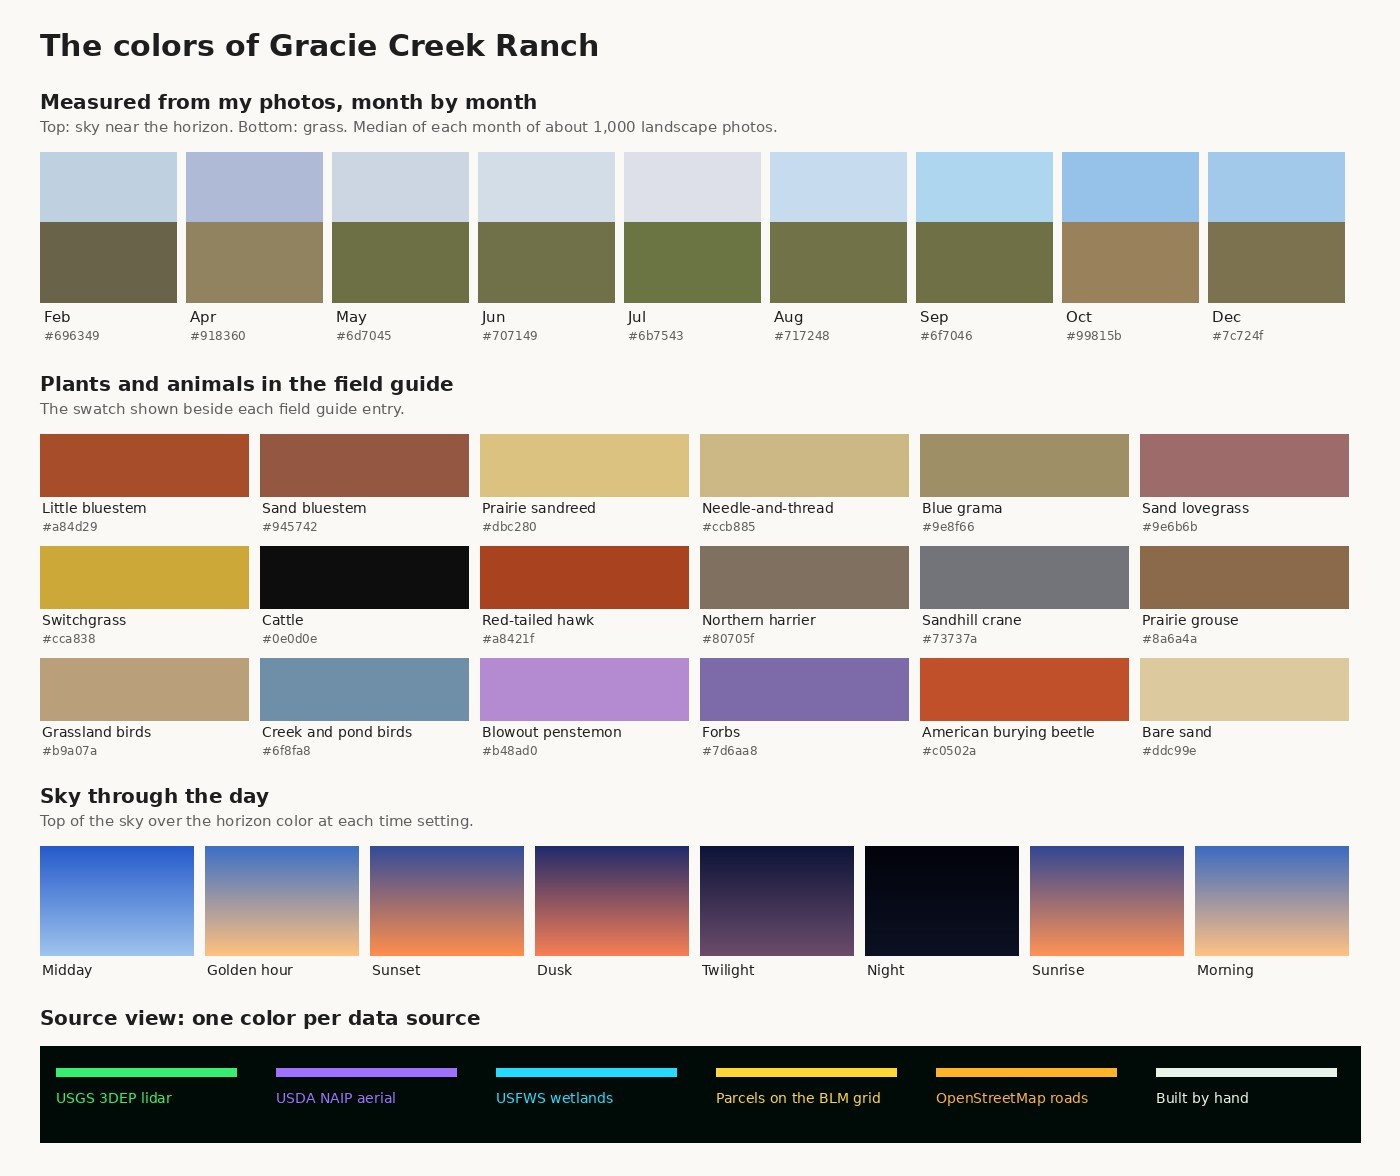 The colors of Gracie Creek Ranch
Measured from my photos, month by month
Top: sky near the horizon. Bottom: grass. Median of each month of about 1,000 landscape photos.
Feb Apr May Jun Jul Aug Sep Oct Dec
#696349 #918360 #6d7045 #707149 #6b7543 #717248 #6f7046 #99815b #7c724f
Plants and animals in the field guide
The swatch shown beside each field guide entry.
Little bluestem Sand bluestem Prairie sandreed Needle-and-thread Blue grama Sand lovegrass
#a84d29 #945742 #dbc280 #ccb885 #9e8f66 #9e6b6b
Switchgrass Cattle Red-tailed hawk Northern harrier Sandhill crane Prairie grouse
#cca838 #0e0d0e #a8421f #80705f #73737a #8a6a4a
Grassland birds Creek and pond birds Blowout penstemon Forbs American burying beetle Bare sand
#b9a07a #6f8fa8 #b48ad0 #7d6aa8 #c0502a #ddc99e
Sky through the day
Top of the sky over the horizon color at each time setting.
Midday Golden hour Sunset Dusk Twilight Night Sunrise Morning
Source view: one color per data source
USGS 3DEP lidar USDA NAIP aerial USFWS wetlands Parcels on the BLM grid OpenStreetMap roads Built by hand